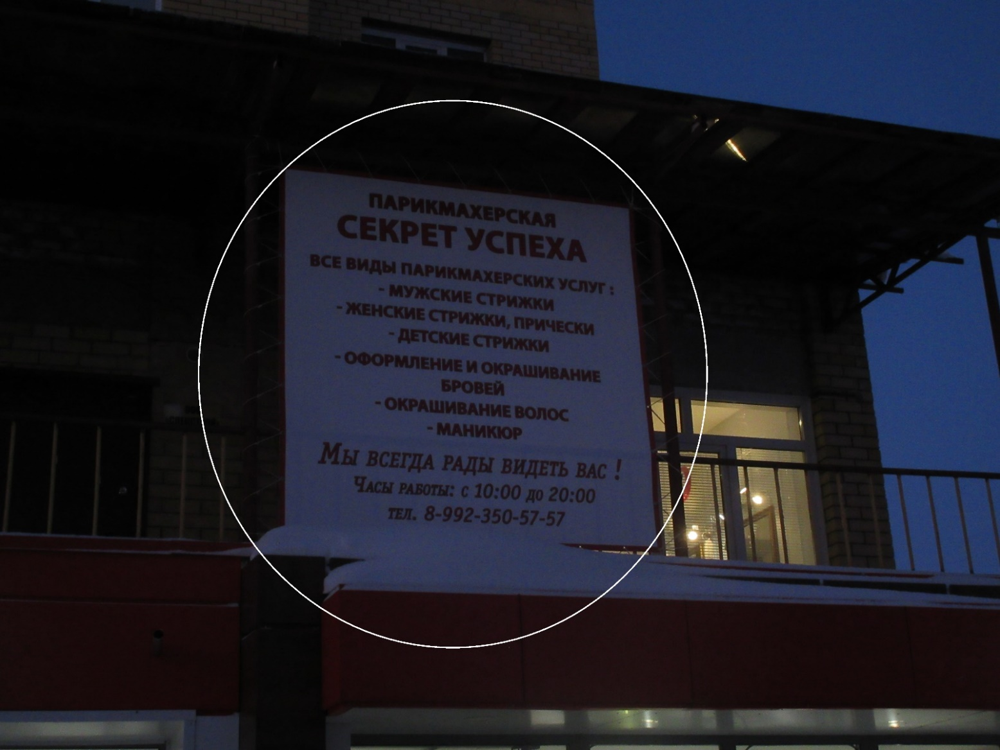 ПАРИКМАХЕРСКАЯ
СЕКРЕТ УСПЕХА
ВСЕ ВИДЫ ПАРИКМАХЕРСКИХ УСЛУГ :
- МУЖСКИЕ СТРИЖКИ
- ЖЕНСКИЕ СТРИЖКИ, ПРИЧЕСКИ
- ДЕТСКИЕ СТРИЖКИ
- ОФОРМЛЕНИЕ И ОКРАШИВАНИЕ
БРОВЕЙ
- ОКРАШИВАНИЕ ВОЛОС
- МАНИКЮР
МЫ ВСЕГДА РАДЫ ВИДЕТЬ ВАС !
ЧАСЫ РАБОТЫ: С 10:00 ДО 20:00
ТЕЛ. 8-992-350-57-57